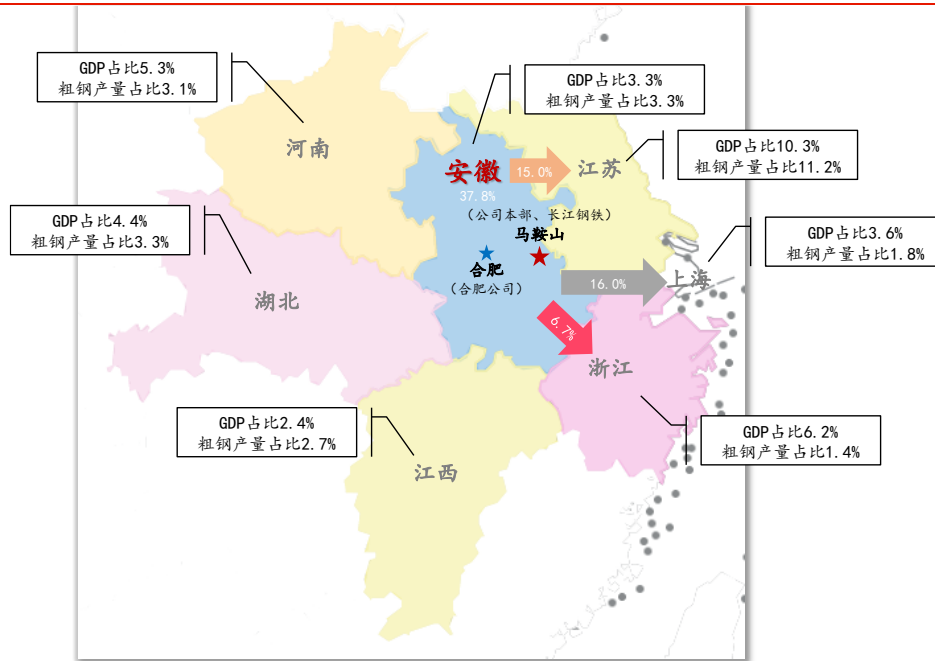 GDP占比5.3%
粗钢产量占比3.1%
GDP占比3.3%
粗钢产量占比3.3%
河南
安徽
37.8%
15.0%
江苏
GDP占比10.3%
粗钢产量占比11.2%
(公司本部、长江钢铁)
马鞍山
GDP占比4.4%
粗钢产量占比3.3%
合肥
(合肥公司)
GDP占比3.6%
粗钢产量占比1.8%
上海
16.0%
湖北
6.7%
浙江
GDP占比2.4%
粗钢产量占比2.7%
GDP占比6.2%
粗钢产量占比1.4%
江西